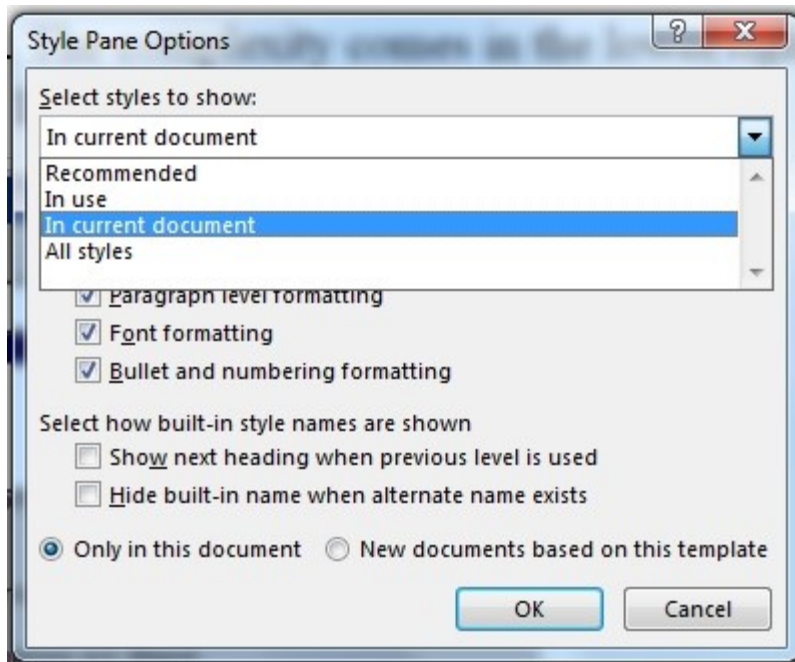 Style Pane Options
Select styles to show:
In current document
Recommended
In use
In current document
All styles
Paragraph level formatting
Font formatting
Bullet and numbering formatting
Select how built-in style names are shown
Show next heading when previous level is used
Hide built-in name when alternate name exists
Only in this document New documents based on this template
OK Cancel